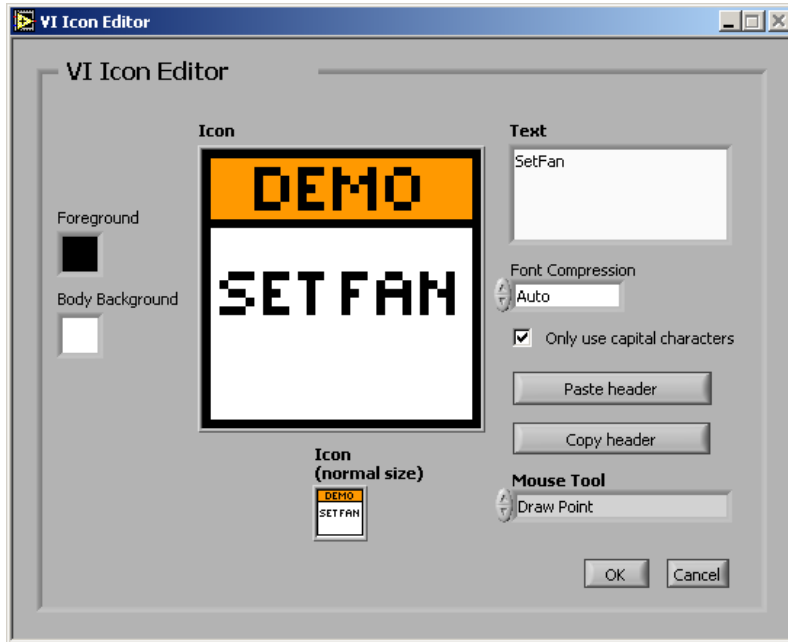 VI Icon Editor
VI Icon Editor
Icon
DEMO
SETFAN
Foreground
Body Background
Icon
(normal size)
DEMO
SETFAN
Text
SetFan
Font Compression
Auto
Only use capital characters
Paste header
Copy header
Mouse Tool
Draw Point
OK
Cancel